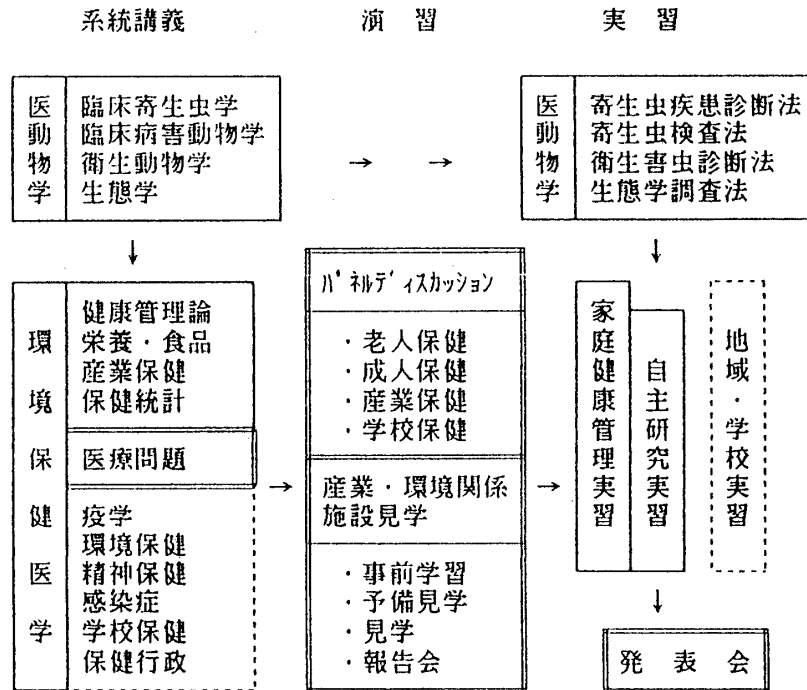 系統講義
演習
実習
医動物学
臨床寄生虫学
臨床病害動物学
衛生動物学
生態学
→ →
医動物学
寄生虫疾患診断法
寄生虫検査法
衛生害虫診断法
生態学調査法
↓
↓
環境保健医学
健康管理論
栄養・食品
産業保健
保健統計
医療問題
疫学
環境保健
精神保健
感染症
学校保健
保健行政
→
パネルディスカッション
・老人保健
・成人保健
・産業保健
・学校保健
産業・環境関係
施設見学
・事前学習
・予備見学
・見学
・報告会
→
家庭健康管理実習
自主研究実習
地域・学校実習
↓
発表会